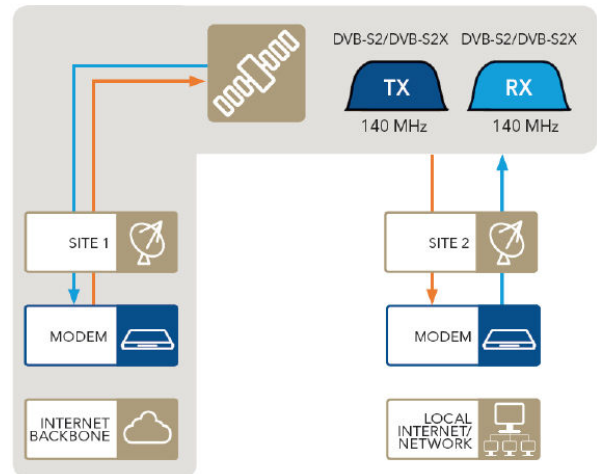 DVB-S2/DVB-S2X DVB-S2/DVB-S2X
TX RX
140 MHz 140 MHz
SITE 1
SITE 2
MODEM
MODEM
INTERNET
BACKBONE
LOCAL
INTERNET/
NETWORK